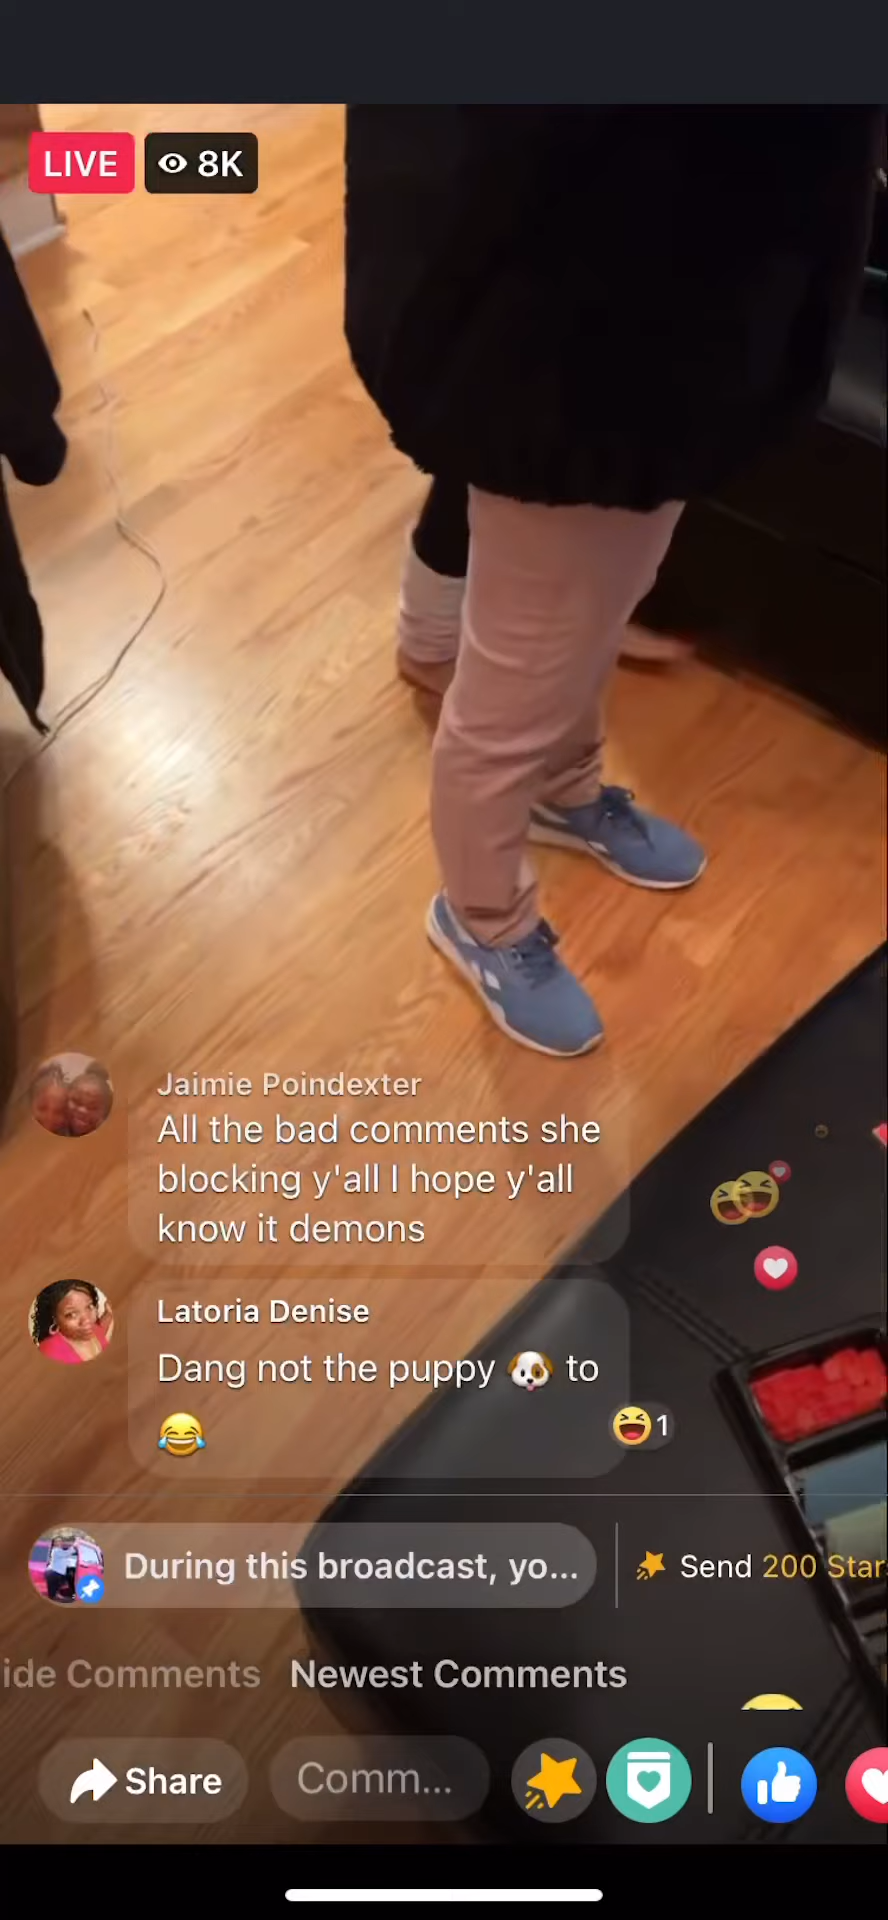 LIVE 8K
Jaimie Poindexter
All the bad comments she
blocking y'all I hope y'all
know it demons
Latoria Denise
Dang not the puppy 🐶 to
😂
1
During this broadcast, yo...
Send 200 Star
ide Comments Newest Comments
Share Comm...